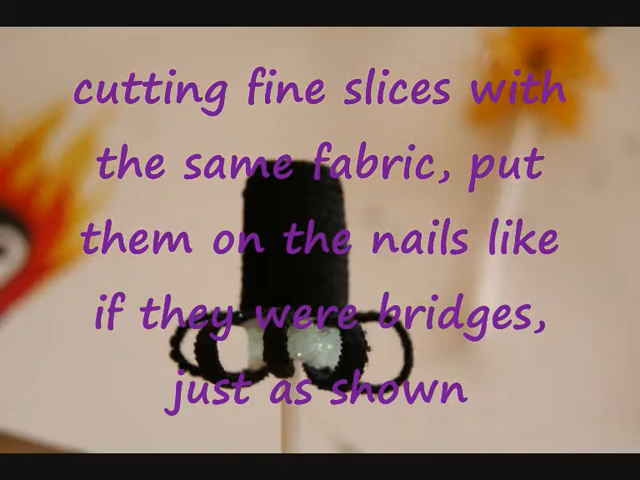 cutting fine slices with
the same fabric, put
them on the nails like
if they were bridges,
just as shown